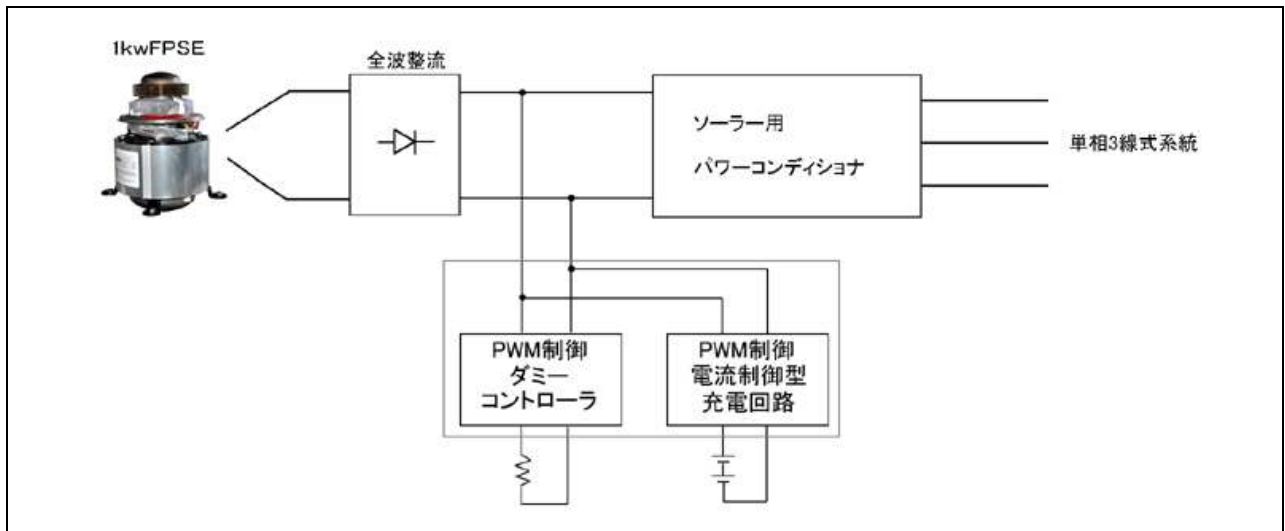 1kwFPSE
全波整流
ソーラー用
パワーコンディショナ
単相3線式系統
PWM制御
ダミー
コントローラ
PWM制御
電流制御型
充電回路